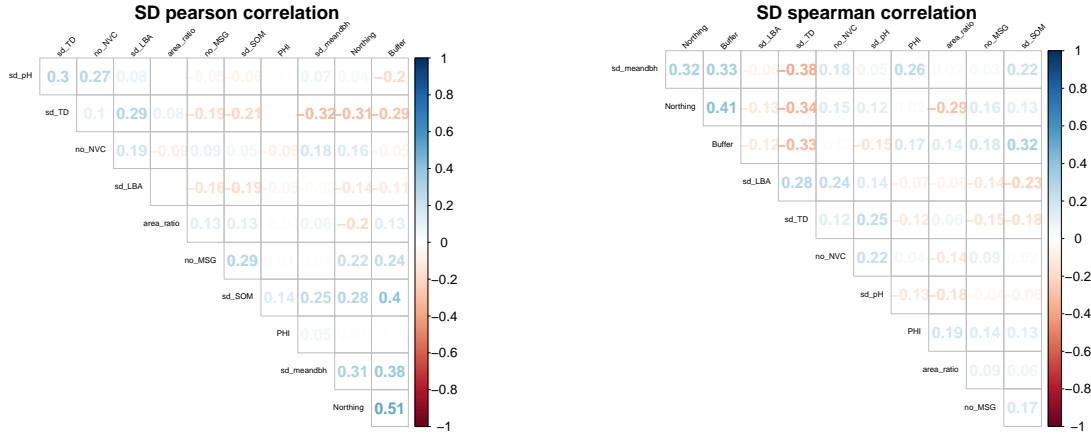 SD pearson correlation
sd_TD no_NVC sd_LBA area_ratio no_MSG sd_SOM PHI sd_meandbh Northing Buffer
sd_pH 0.3 0.27 0.08 −0.05 −0.06 0.07 0.04 −0.2
sd_TD 0.1 0.29 0.08 −0.19 −0.21 −0.32 −0.31 −0.29
no_NVC 0.19 −0.09 0.09 0.05 −0.06 0.18 0.16 −0.05
sd_LBA −0.16 −0.19 −0.05 −0.03 −0.14 −0.11
area_ratio 0.13 0.13 0.06 −0.2 0.13
no_MSG 0.29 0.22 0.24
sd_SOM 0.14 0.25 0.28 0.4
PHI 0.05
sd_meandbh 0.31 0.38
Northing 0.51
1
0.8
0.6
0.4
0.2
0
−0.2
−0.4
−0.6
−0.8
−1
SD spearman correlation
Northing Buffer sd_LBA sd_TD no_NVC sd_pH PHI area_ratio no_MSG sd_SOM
sd_meandbh 0.32 0.33 −0.06 −0.38 0.18 0.05 0.26 0.03 0.22
Northing 0.41 −0.13 −0.34 0.15 0.12 −0.29 0.16 0.13
Buffer −0.12 −0.33 −0.15 0.17 0.14 0.18 0.32
sd_LBA 0.28 0.24 0.14 −0.07 −0.06 −0.14 −0.23
sd_TD 0.12 0.25 −0.12 0.06 −0.15 −0.18
no_NVC 0.22 0.04 −0.14 0.09
sd_pH −0.13 −0.18 −0.04 −0.06
PHI 0.19 0.14 0.13
area_ratio 0.09 0.06
no_MSG 0.17
1
0.8
0.6
0.4
0.2
0
−0.2
−0.4
−0.6
−0.8
−1